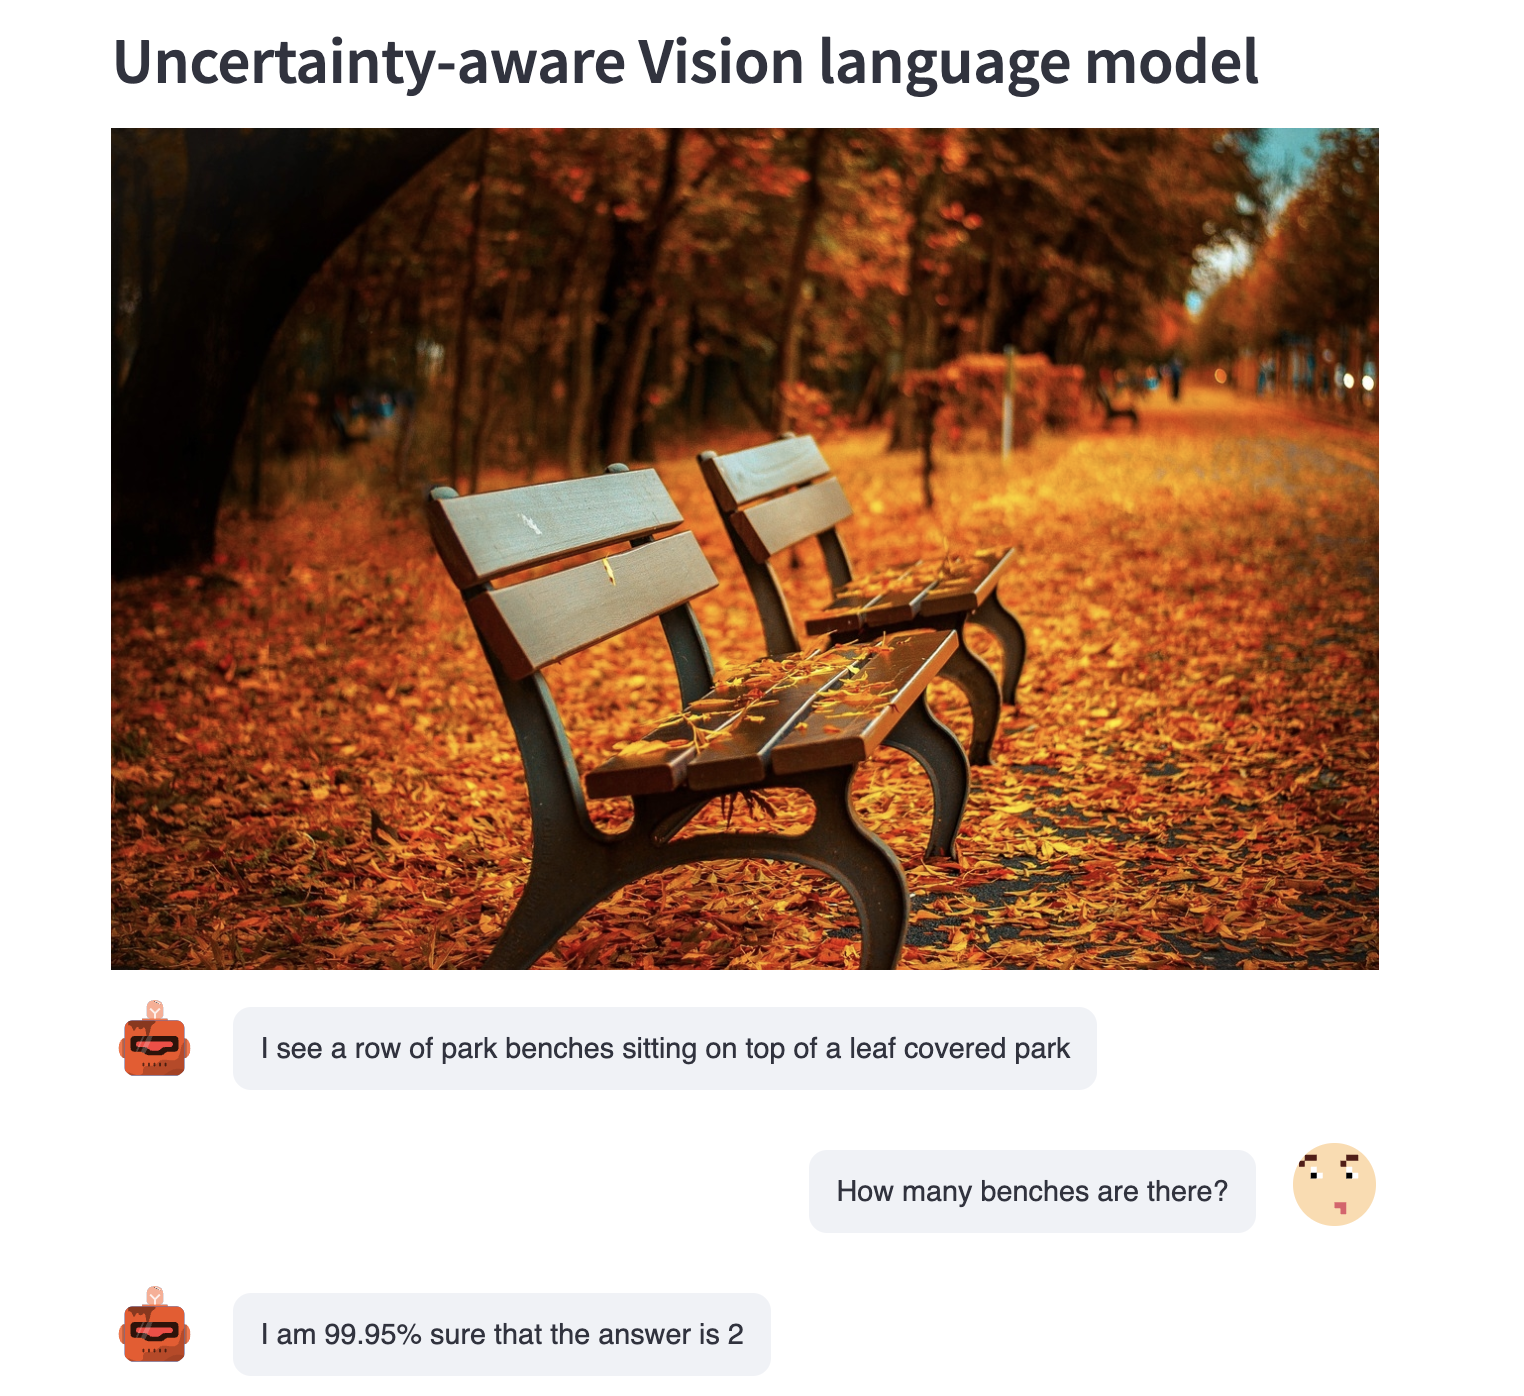 Uncertainty-aware Vision language model
I see a row of park benches sitting on top of a leaf covered park
How many benches are there?
I am 99.95% sure that the answer is 2